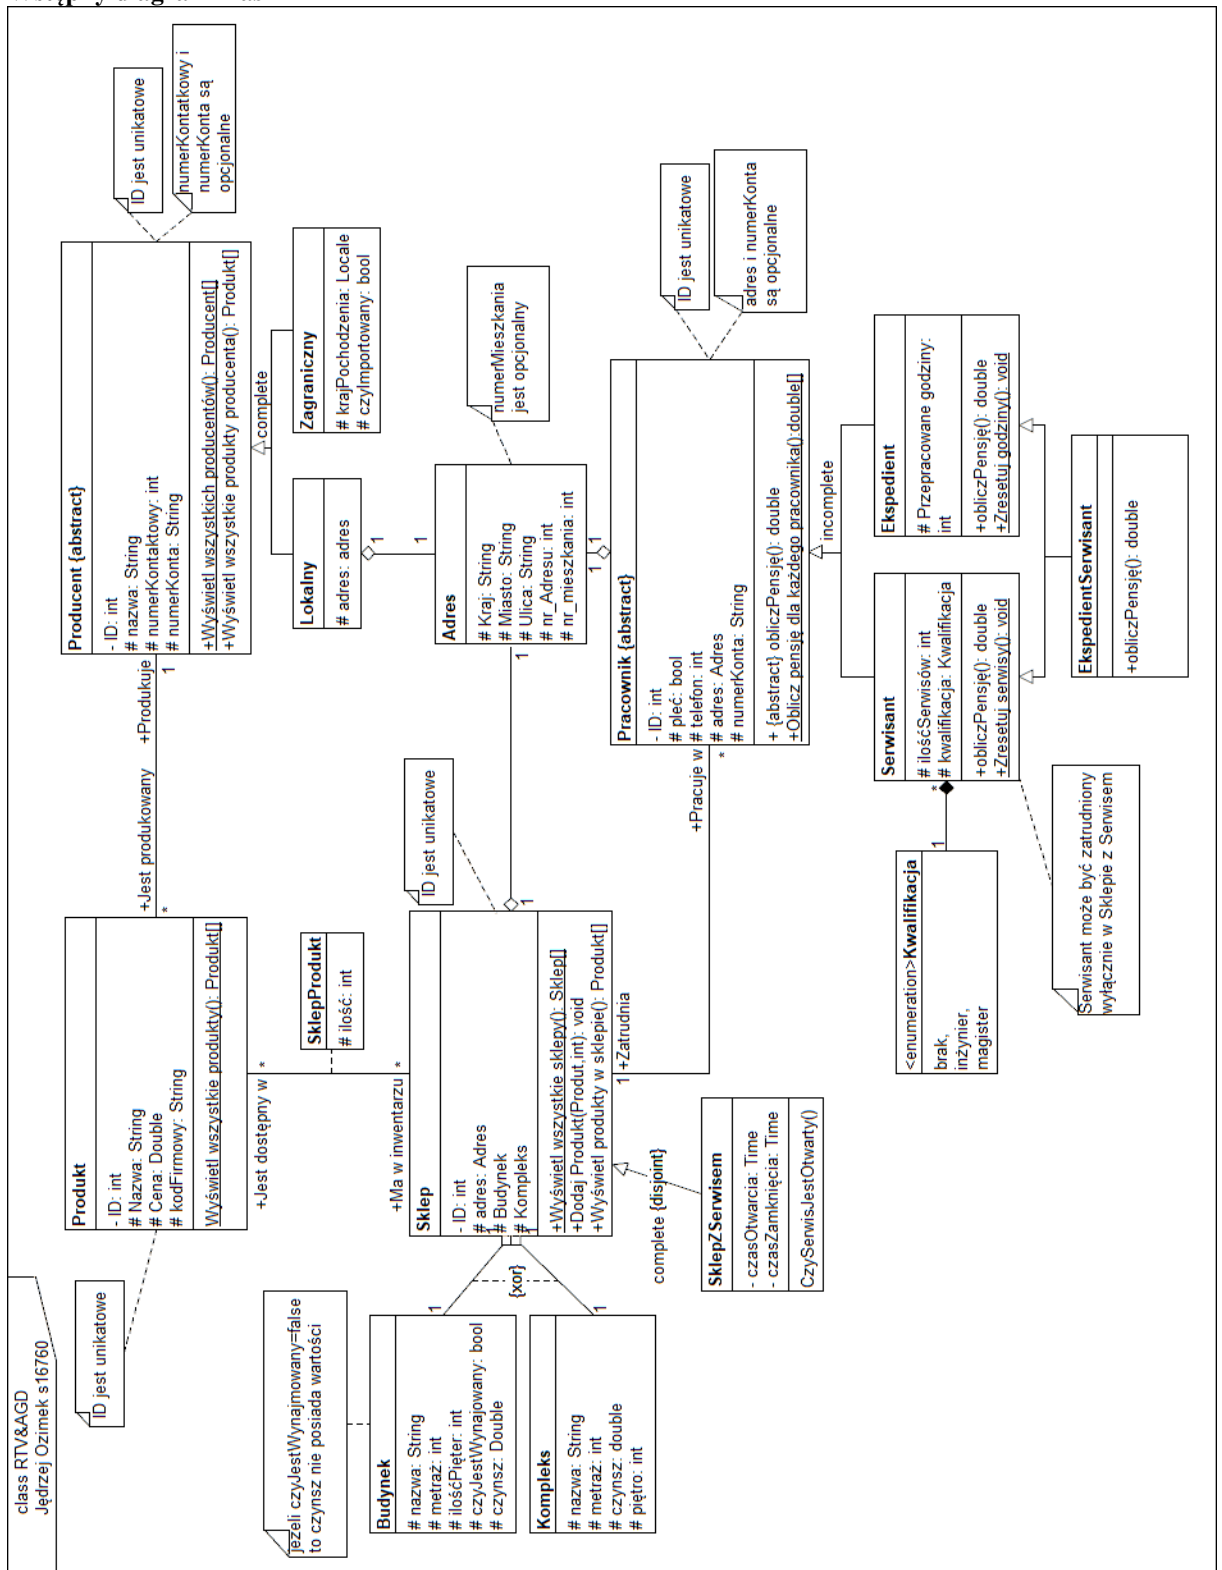 class RTV&AGD
Jędrzej Ozimek s16760
ID jest unikatowe
Produkt
- ID: int
# Nazwa: String
# Cena: Double
# kodFirmowy: String
Wyświetl wszystkie produkty(): Produkt[]
+Jest produkowany
*
+Produkuje
1
Producent {abstract}
- ID: int
# nazwa: String
# numerKontaktowy: int
# numerKonta: String
+Wyświetl wszystkich producentów(): Producent[]
+Wyświetl wszystkie produkty producenta(): Produkt[]
ID jest unikatowe
numerKontatkowy i
numerKonta są
opcjonalne
complete
Lokalny
# adres: adres
Zagraniczny
# krajPochodzenia: Locale
# czyImportowany: bool
+Jest dostępny w
*
SklepProdukt
# ilość: int
+Ma w inwentarzu
*
jeżeli czyJestWynajmowany=false
to czynsz nie posiada wartości
Budynek
# nazwa: String
# metraż: int
# ilośćPięter: int
# czyJestWynajowany: bool
# czynsz: Double
1
{xor}
1
Kompleks
# nazwa: String
# metraż: int
# czynsz: double
# piętro: int
Sklep
- ID: int
# adres: Adres
# Budynek
# Kompleks
1
1
+Wyświetl wszystkie sklepy(): Sklep[]
+Dodaj Produkt(Produt,int): void
+Wyświetl produkty w sklepie(): Produkt[]
ID jest unikatowe
1
1
Adres
# Kraj: String
# Miasto: String
# Ulica: String
# nr_Adresu: int
# nr_mieszkania: int
1
1
1
numerMieszkania
jest opcjonalny
complete {disjoint}
SklepZSerwisem
- czasOtwarcia: Time
- czasZamknięcia: Time
CzySerwisJestOtwarty()
1
+Zatrudnia
+Pracuje w
*
Pracownik {abstract}
- ID: int
# płeć: bool
# telefon: int
# adres: Adres
# numerKonta: String
+ {abstract} obliczPensję(): double
+Oblicz pensję dla każdego pracownika():double[]
ID jest unikatowe
adres i numerKonta
są opcjonalne
incomplete
<enumeration>Kwalifikacja
brak,
inżynier,
magister
1
*
Serwisant
# ilośćSerwisów: int
# kwalifikacja: Kwalifikacja
+obliczPensję(): double
+Zresetuj serwisy(): void
Ekspedient
# Przepracowane godziny:
int
+obliczPensję(): double
+Zresetuj godziny(): void
Serwisant może być zatrudniony
wyłącznie w Sklepie z Serwisem
EkspedientSerwisant
+obliczPensję(): double